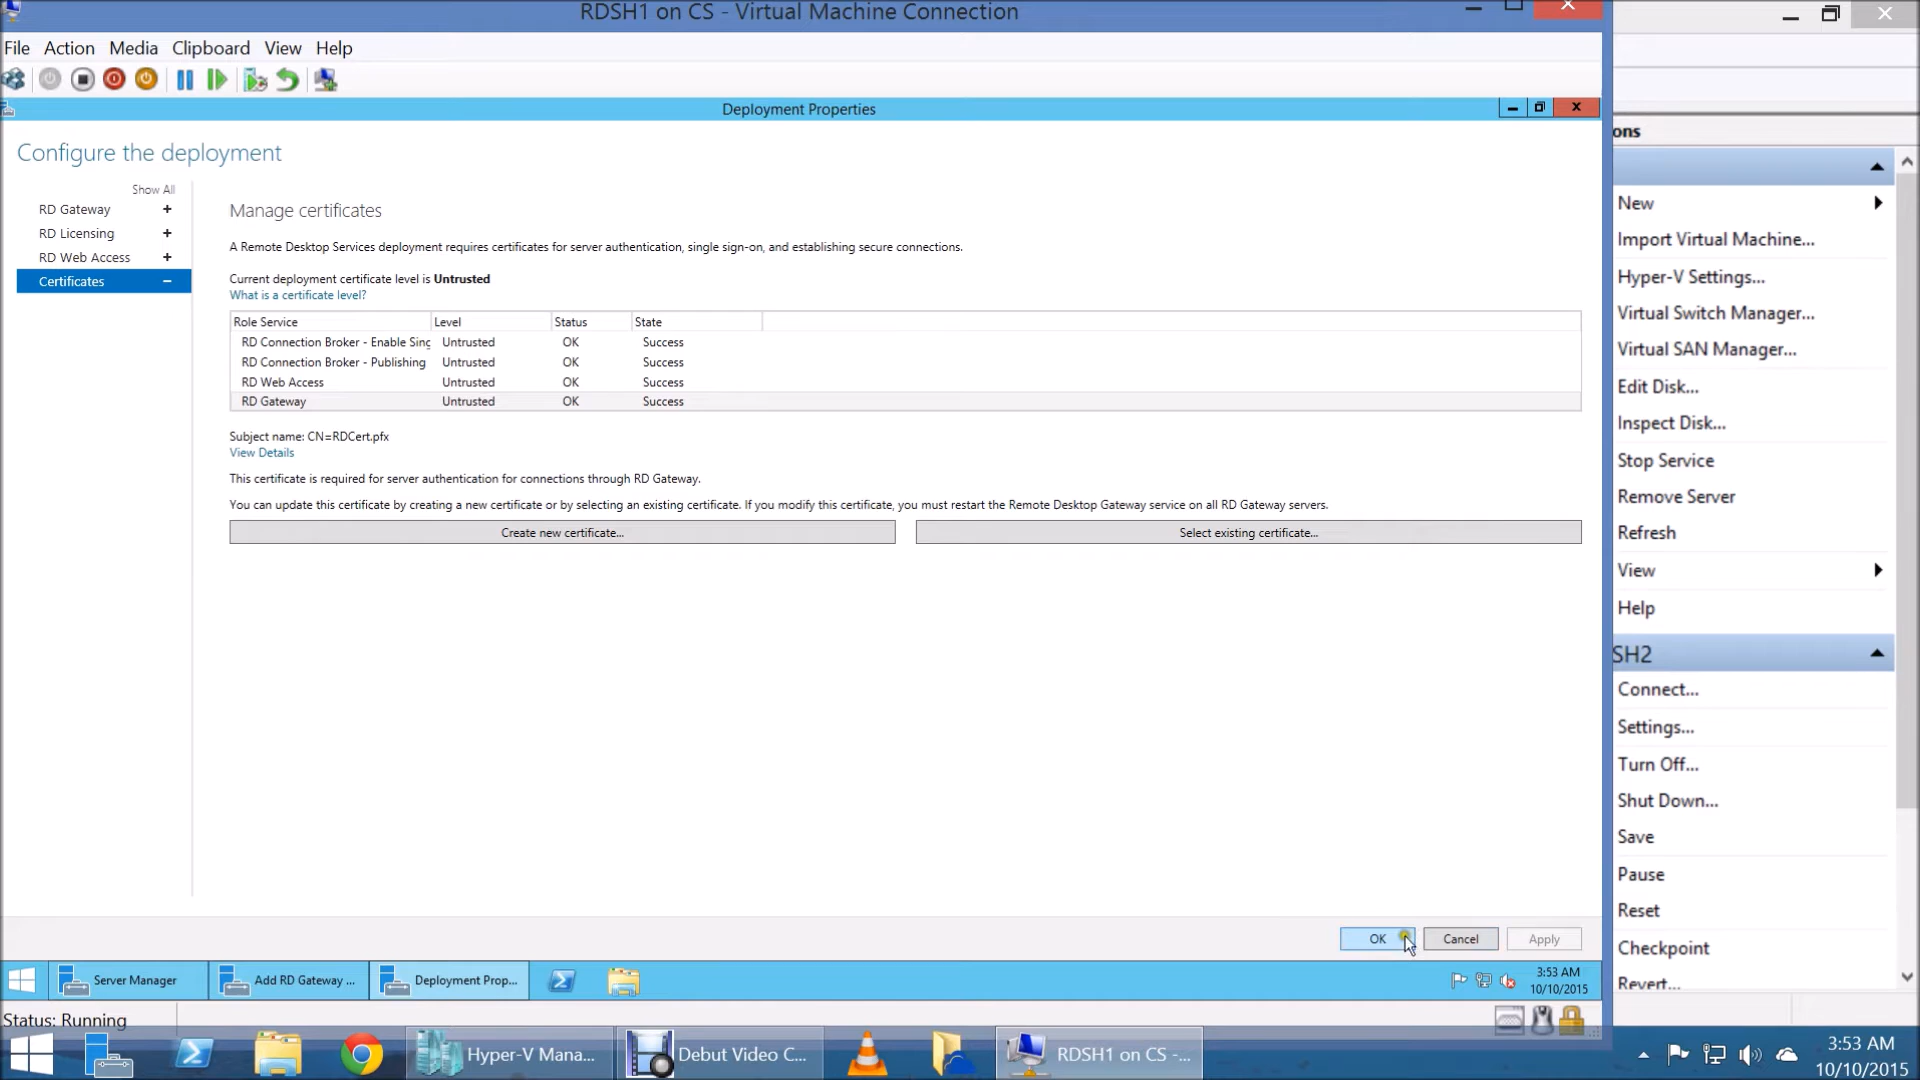 RDSH1 on CS - Virtual Machine Connection
File Action Media Clipboard View Help
Deployment Properties
Configure the deployment
Show All
RD Gateway +
RD Licensing +
RD Web Access +
Certificates −
Manage certificates
A Remote Desktop Services deployment requires certificates for server authentication, single sign-on, and establishing secure connections.
Current deployment certificate level is Untrusted
What is a certificate level?
Role Service Level Status State
RD Connection Broker - Enable Sing Untrusted OK Success
RD Connection Broker - Publishing Untrusted OK Success
RD Web Access Untrusted OK Success
RD Gateway Untrusted OK Success
Subject name: CN=RDCert.pfx
View Details
This certificate is required for server authentication for connections through RD Gateway.
You can update this certificate by creating a new certificate or by selecting an existing certificate. If you modify this certificate, you must restart the Remote Desktop Gateway service on all RD Gateway servers.
Create new certificate... Select existing certificate...
OK Cancel Apply
Server Manager Add RD Gateway ... Deployment Prop...
3:53 AM
10/10/2015
Status: Running
ons
New
Import Virtual Machine...
Hyper-V Settings...
Virtual Switch Manager...
Virtual SAN Manager...
Edit Disk...
Inspect Disk...
Stop Service
Remove Server
Refresh
View
Help
SH2
Connect...
Settings...
Turn Off...
Shut Down...
Save
Pause
Reset
Checkpoint
Revert...
Hyper-V Mana... Debut Video C... RDSH1 on CS -...
3:53 AM
10/10/2015